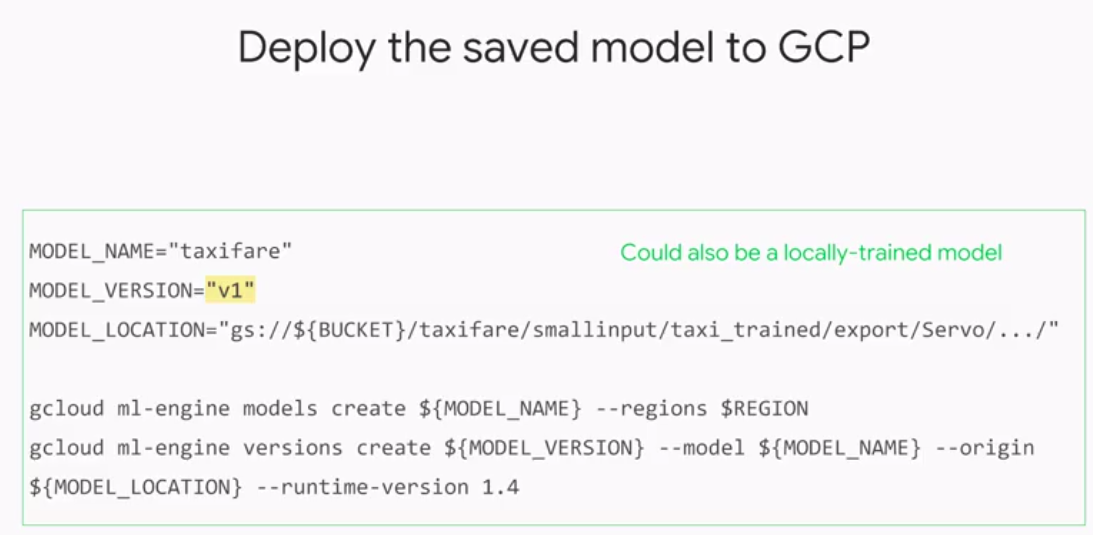 Deploy the saved model to GCP
MODEL_NAME="taxifare"
Could also be a locally-trained model
MODEL_VERSION="v1"
MODEL_LOCATION="gs://${BUCKET}/taxifare/smallinput/taxi_trained/export/Servo/.../"
gcloud ml-engine models create ${MODEL_NAME} --regions $REGION
gcloud ml-engine versions create ${MODEL_VERSION} --model ${MODEL_NAME} --origin
${MODEL_LOCATION} --runtime-version 1.4